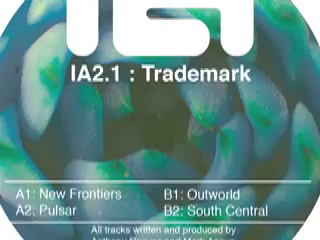 IA2.1 : Trademark
A1: New Frontiers
A2: Pulsar
B1: Outworld
B2: South Central
All tracks written and produced by